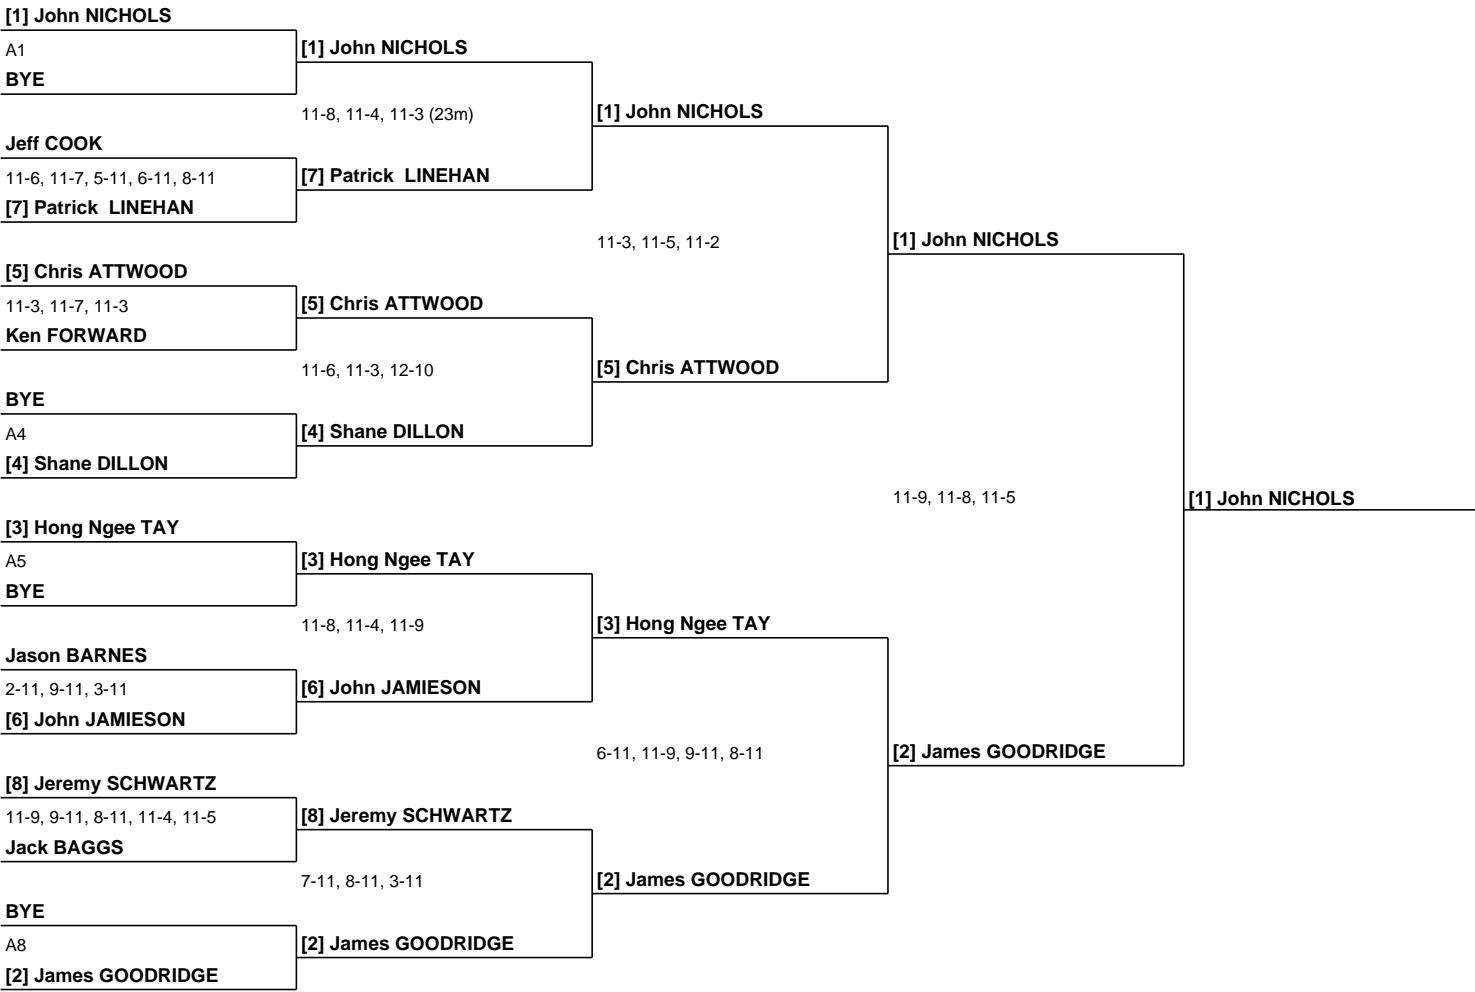 [1] John NICHOLS
A1
BYE
Jeff COOK
11-6, 11-7, 5-11, 6-11, 8-11
[7] Patrick  LINEHAN
[5] Chris ATTWOOD
11-3, 11-7, 11-3
Ken FORWARD
BYE
A4
[4] Shane DILLON
[3] Hong Ngee TAY
A5
BYE
Jason BARNES
2-11, 9-11, 3-11
[6] John JAMIESON
[8] Jeremy SCHWARTZ
11-9, 9-11, 8-11, 11-4, 11-5
Jack BAGGS
BYE
A8
[2] James GOODRIDGE
[1] John NICHOLS
11-8, 11-4, 11-3 (23m)
[7] Patrick  LINEHAN
[5] Chris ATTWOOD
11-6, 11-3, 12-10
[4] Shane DILLON
[3] Hong Ngee TAY
11-8, 11-4, 11-9
[6] John JAMIESON
[8] Jeremy SCHWARTZ
7-11, 8-11, 3-11
[2] James GOODRIDGE
[1] John NICHOLS
11-3, 11-5, 11-2
[5] Chris ATTWOOD
[3] Hong Ngee TAY
6-11, 11-9, 9-11, 8-11
[2] James GOODRIDGE
[1] John NICHOLS
11-9, 11-8, 11-5
[2] James GOODRIDGE
[1] John NICHOLS